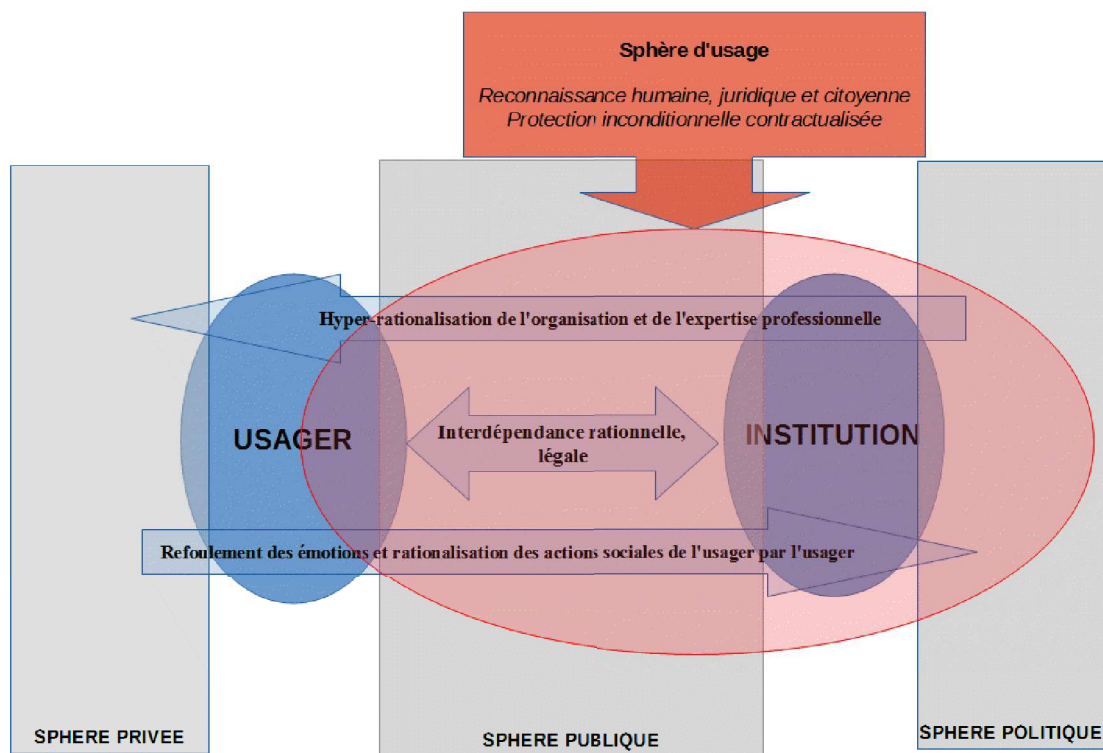 Sphère d'usage
Reconnaissance humaine, juridique et citoyenne
Protection inconditionnelle contractualisée
Hyper-rationalisation de l'organisation et de l'expertise professionnelle
USAGER
Interdépendance rationnelle,
légale
INSTITUTION
Refoulement des émotions et rationalisation des actions sociales de l'usager par l'usager
SPHERE PRIVEE
SPHERE PUBLIQUE
SPHERE POLITIQUE